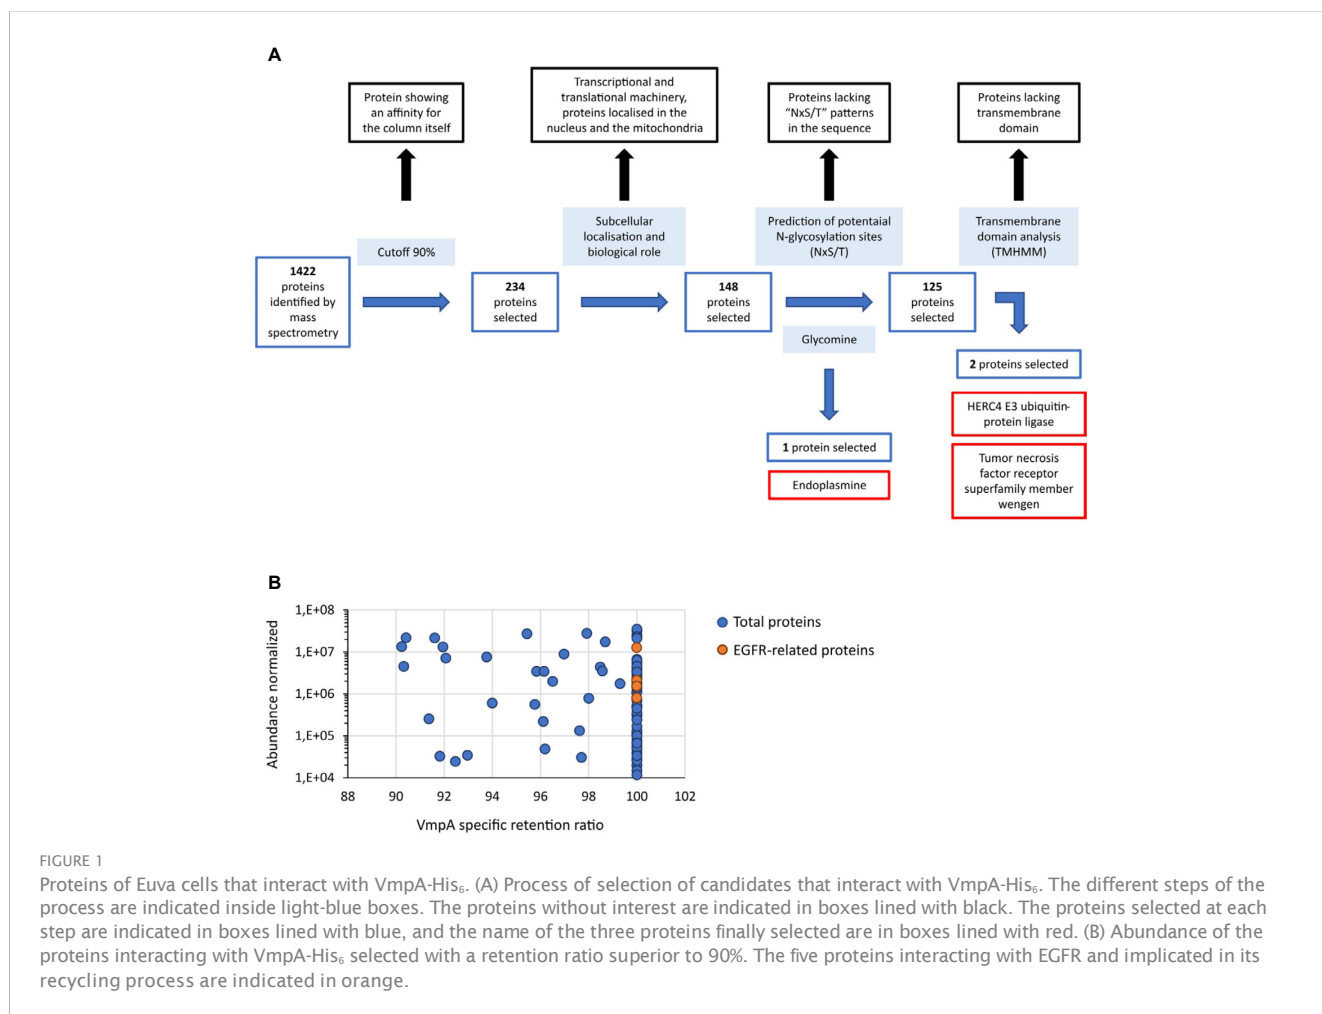 A
Protein showing
an affinity for
the column itself
Transcriptional and
translational machinery,
proteins localised in the
nucleus and the mitochondria
Proteins lacking
“NxS/T” patterns
in the sequence
Proteins lacking
transmembrane
domain
Cutoff 90%
Subcellular
localisation and
biological role
Prediction of potentaial
N-glycosylation sites
(NxS/T)
Transmembrane
domain analysis
(TMHMM)
1422
proteins
identified by
mass
spectrometry
234
proteins
selected
148
proteins
selected
125
proteins
selected
Glycomine
2 proteins selected
HERC4 E3 ubiquitin-
protein ligase
1 protein selected
Endoplasmine
Tumor necrosis
factor receptor
superfamily member
wengen
B
Abundance normalized
1,E+08
1,E+07
1,E+06
1,E+05
1,E+04
88 90 92 94 96 98 100 102
VmpA specific retention ratio
Total proteins
EGFR-related proteins
FIGURE 1
Proteins of Euva cells that interact with VmpA-His₆. (A) Process of selection of candidates that interact with VmpA-His₆. The different steps of the
process are indicated inside light-blue boxes. The proteins without interest are indicated in boxes lined with black. The proteins selected at each
step are indicated in boxes lined with blue, and the name of the three proteins finally selected are in boxes lined with red. (B) Abundance of the
proteins interacting with VmpA-His₆ selected with a retention ratio superior to 90%. The five proteins interacting with EGFR and implicated in its
recycling process are indicated in orange.